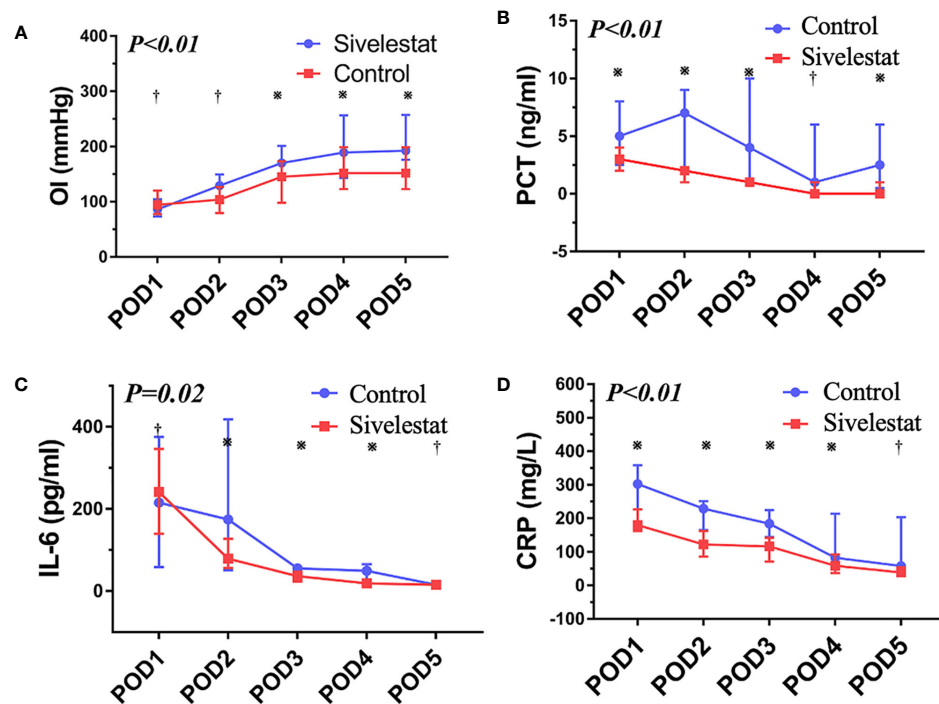 A
P<0.01
Sivelestat
Control
OI (mmHg)
400
300
200
100
0
† † ※ ※ ※
POD1 POD2 POD3 POD4 POD5
B
P<0.01
Control
Sivelestat
PCT (ng/ml)
15
10
5
0
-5
※ ※ ※ † ※
POD1 POD2 POD3 POD4 POD5
C
P=0.02
Control
Sivelestat
IL-6 (pg/ml)
400
200
0
† ※ ※ ※ †
POD1 POD2 POD3 POD4 POD5
D
P<0.01
Control
Sivelestat
CRP (mg/L)
600
500
400
300
200
100
0
-100
※ ※ ※ ※ †
POD1 POD2 POD3 POD4 POD5